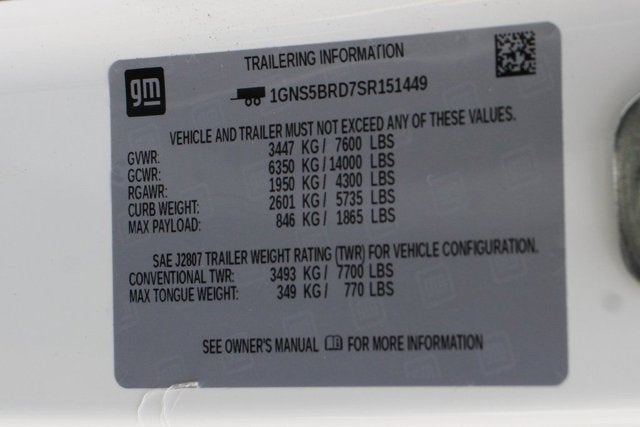 TRAILERING INFORMATION
gm
1GNS5BRD7SR151449
VEHICLE AND TRAILER MUST NOT EXCEED ANY OF THESE VALUES.
GVWR: 3447 KG / 7600 LBS
GCWR: 6350 KG / 14000 LBS
RGAWR: 1950 KG / 4300 LBS
CURB WEIGHT: 2601 KG / 5735 LBS
MAX PAYLOAD: 846 KG / 1865 LBS
SAE J2807 TRAILER WEIGHT RATING (TWR) FOR VEHICLE CONFIGURATION.
CONVENTIONAL TWR: 3493 KG / 7700 LBS
MAX TONGUE WEIGHT: 349 KG / 770 LBS
SEE OWNER'S MANUAL FOR MORE INFORMATION